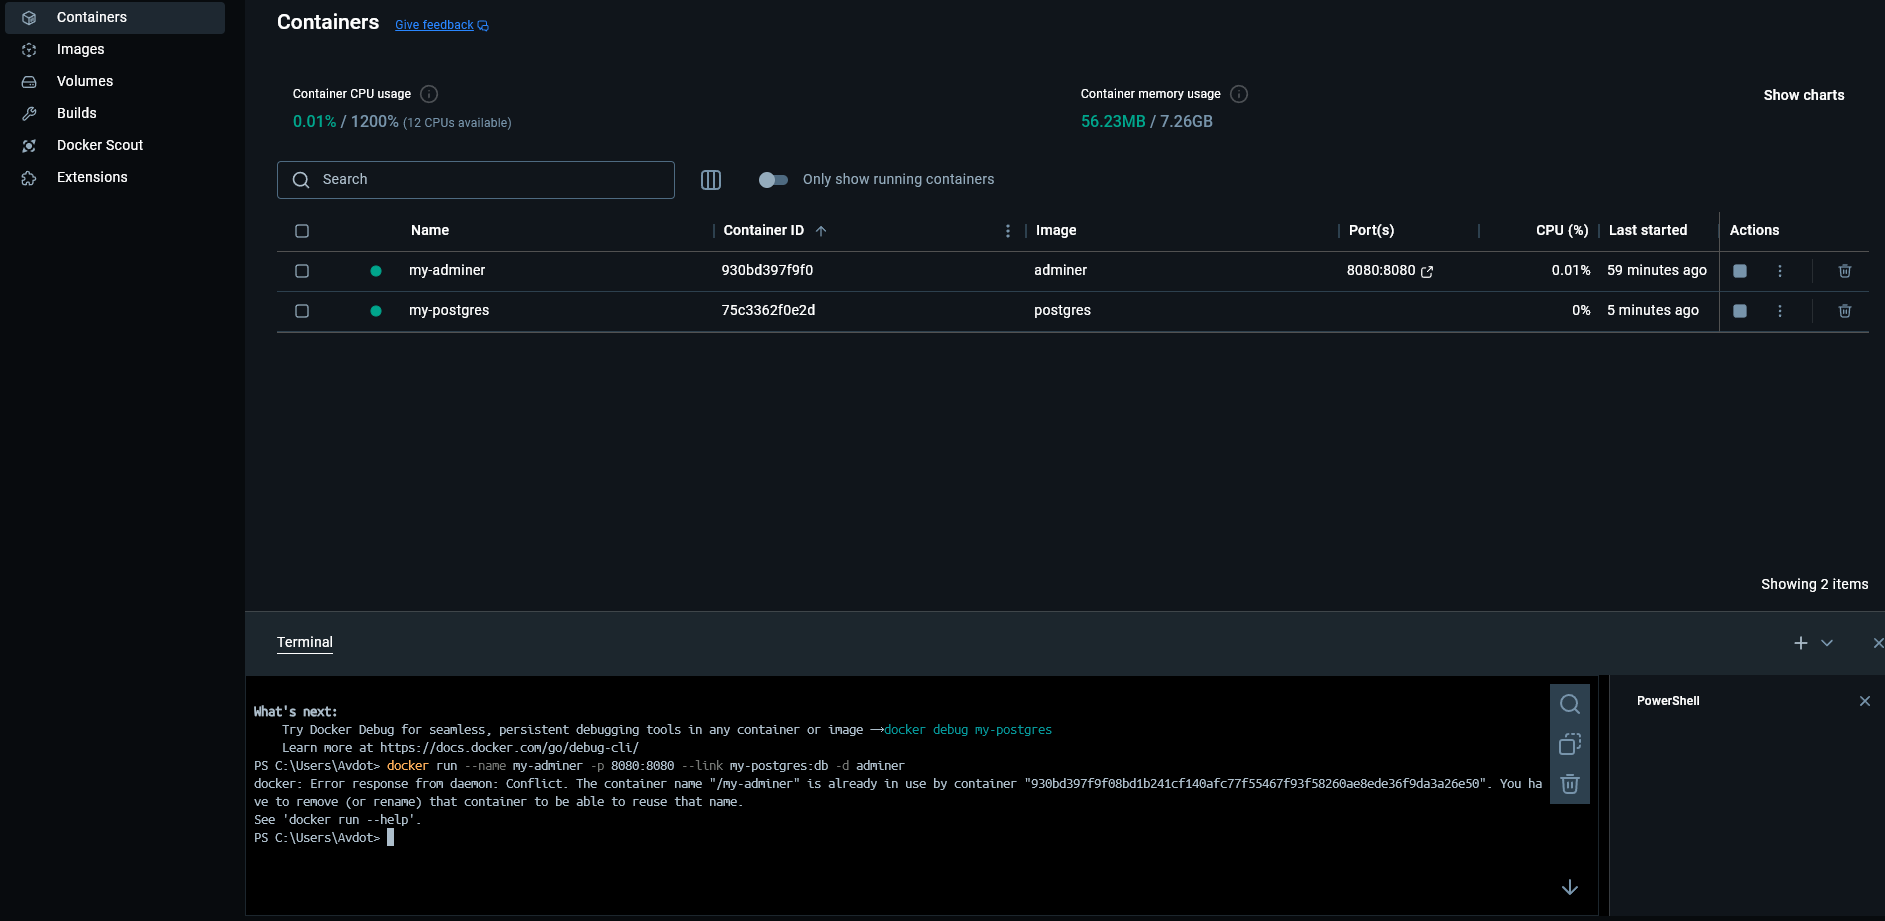 Containers
Images
Volumes
Builds
Docker Scout
Extensions
Containers Give feedback
Container CPU usage
0.01% / 1200% (12 CPUs available)
Container memory usage
56.23MB / 7.26GB
Show charts
Search
Only show running containers
Name Container ID Image Port(s) CPU (%) Last started Actions
my-adminer 930bd397f9f0 adminer 8080:8080 0.01% 59 minutes ago
my-postgres 75c3362f0e2d postgres 0% 5 minutes ago
Showing 2 items
Terminal
What's next:
Try Docker Debug for seamless, persistent debugging tools in any container or image →docker debug my-postgres
Learn more at https://docs.docker.com/go/debug-cli/
PS C:\Users\Avdot> docker run --name my-adminer -p 8080:8080 --link my-postgres:db -d adminer
docker: Error response from daemon: Conflict. The container name "/my-adminer" is already in use by container "930bd397f9f08bd1b241cf140afc77f55467f93f58260ae8ede36f9da3a26e50". You ha
ve to remove (or rename) that container to be able to reuse that name.
See 'docker run --help'.
PS C:\Users\Avdot>
PowerShell